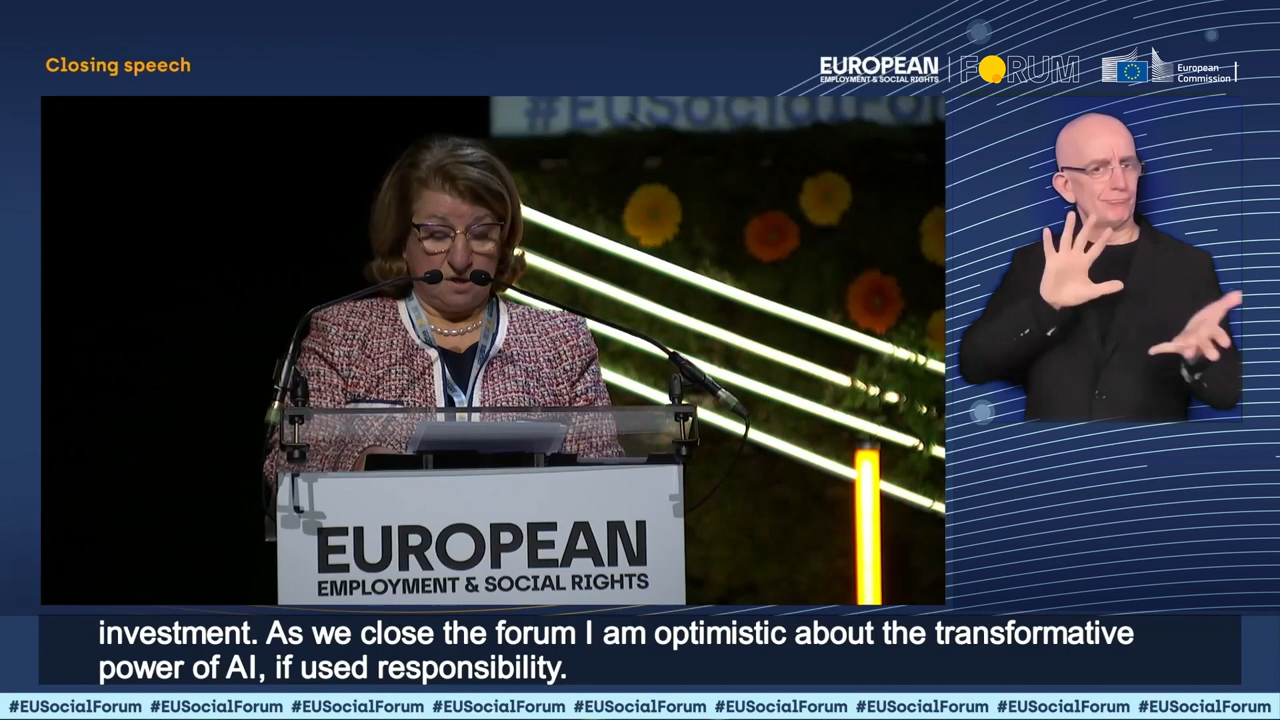 Closing speech
EUROPEAN
EMPLOYMENT & SOCIAL RIGHTS
FORUM
European
Commission
#EUSocialForum
EUROPEAN
EMPLOYMENT & SOCIAL RIGHTS
investment. As we close the forum I am optimistic about the transformative
power of AI, if used responsibility.
#EUSocialForum #EUSocialForum #EUSocialForum #EUSocialForum #EUSocialForum #EUSocialForum #EUSocialForum #EUSocialForum #EUSocialForum